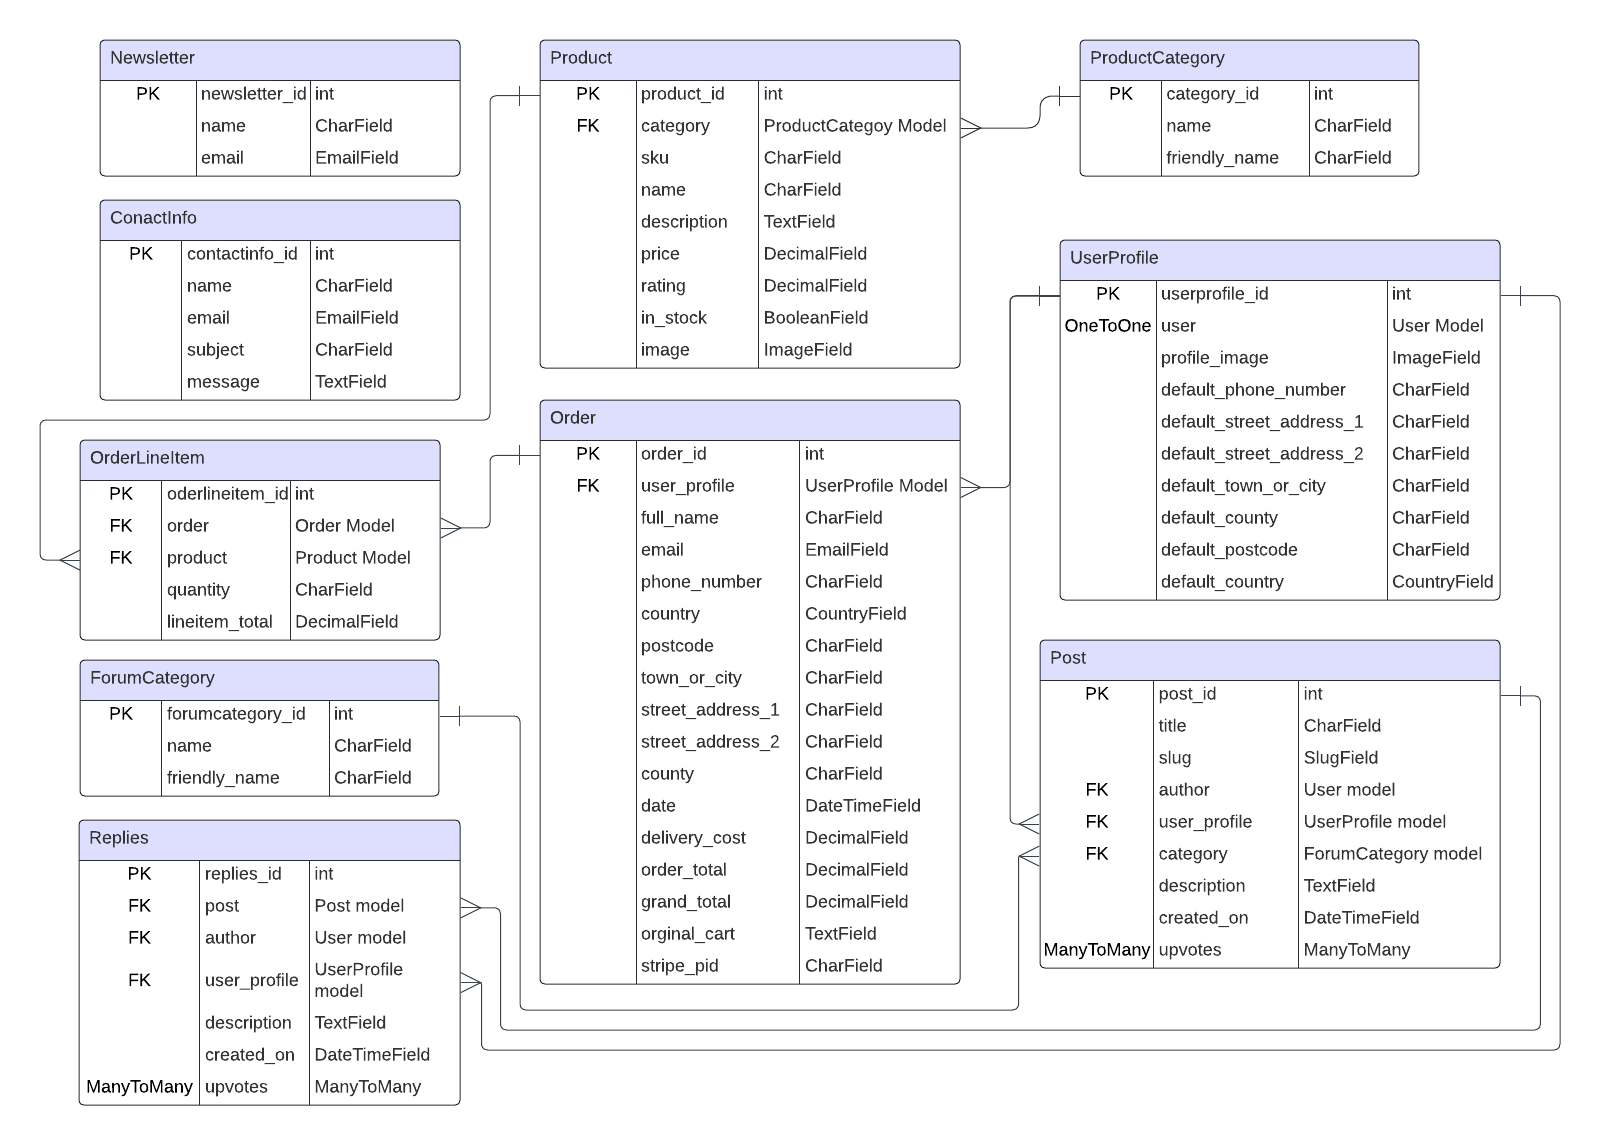 Newsletter
PK newsletter_id int
name CharField
email EmailField
ConactInfo
PK contactinfo_id int
name CharField
email EmailField
subject CharField
message TextField
OrderLineItem
PK oderlineitem_id int
FK order Order Model
FK product Product Model
quantity CharField
lineitem_total DecimalField
ForumCategory
PK forumcategory_id int
name CharField
friendly_name CharField
Replies
PK replies_id int
FK post Post model
FK author User model
FK user_profile UserProfile
model
description TextField
created_on DateTimeField
ManyToMany upvotes ManyToMany
Product
PK product_id int
FK category ProductCategoy Model
sku CharField
name CharField
description TextField
price DecimalField
rating DecimalField
in_stock BooleanField
image ImageField
Order
PK order_id int
FK user_profile UserProfile Model
full_name CharField
email EmailField
phone_number CharField
country CountryField
postcode CharField
town_or_city CharField
street_address_1 CharField
street_address_2 CharField
county CharField
date DateTimeField
delivery_cost DecimalField
order_total DecimalField
grand_total DecimalField
orginal_cart TextField
stripe_pid CharField
ProductCategory
PK category_id int
name CharField
friendly_name CharField
UserProfile
PK userprofile_id int
OneToOne user User Model
profile_image ImageField
default_phone_number CharField
default_street_address_1 CharField
default_street_address_2 CharField
default_town_or_city CharField
default_county CharField
default_postcode CharField
default_country CountryField
Post
PK post_id int
title CharField
slug SlugField
FK author User model
FK user_profile UserProfile model
FK category ForumCategory model
description TextField
created_on DateTimeField
ManyToMany upvotes ManyToMany